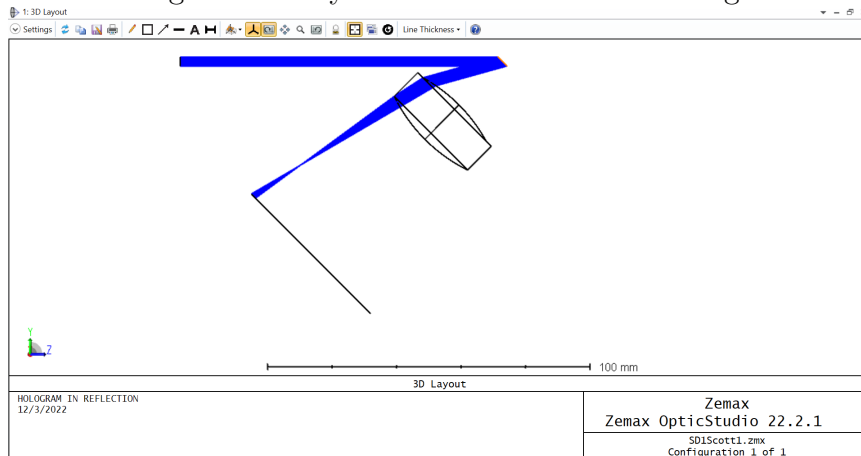 1: 3D Layout
Settings
Line Thickness
Y
Z
100 mm
3D Layout
HOLOGRAM IN REFLECTION
12/3/2022
Zemax
Zemax OpticStudio 22.2.1
SD1Scott1.zmx
Configuration 1 of 1